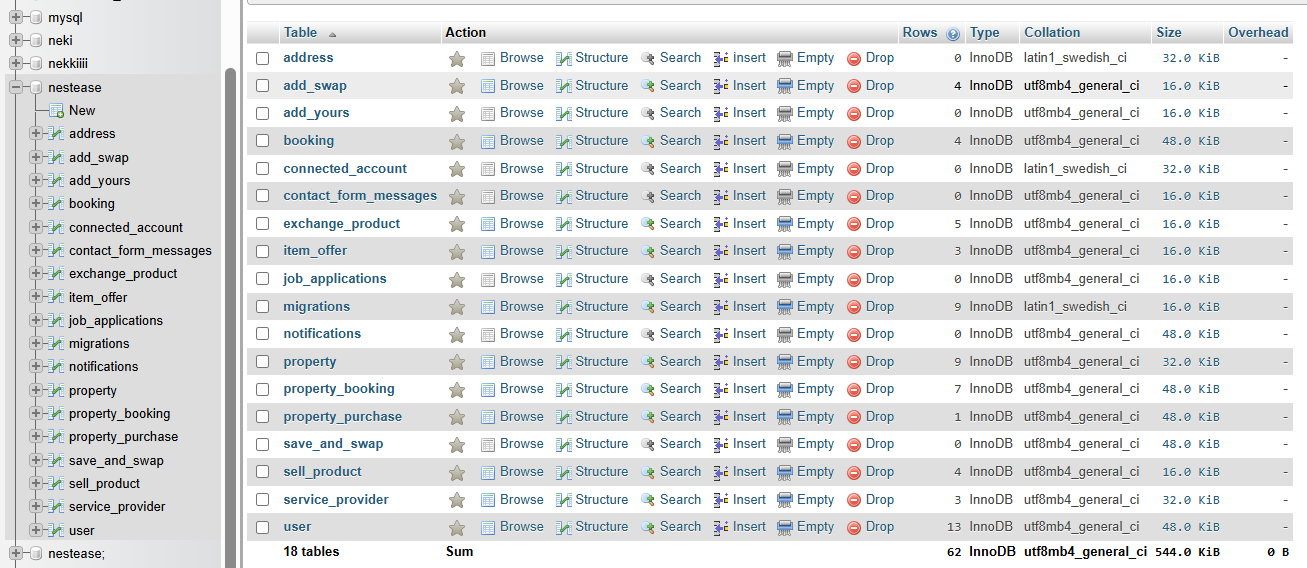 mysql
neki
nekkiiii
nestease
New
address
add_swap
add_yours
booking
connected_account
contact_form_messages
exchange_product
item_offer
job_applications
migrations
notifications
property
property_booking
property_purchase
save_and_swap
sell_product
service_provider
user
nestease;
Table Action Rows Type Collation Size Overhead
address Browse Structure Search Insert Empty Drop 0 InnoDB latin1_swedish_ci 32.0 KiB -
add_swap Browse Structure Search Insert Empty Drop 4 InnoDB utf8mb4_general_ci 16.0 KiB -
add_yours Browse Structure Search Insert Empty Drop 0 InnoDB utf8mb4_general_ci 16.0 KiB -
booking Browse Structure Search Insert Empty Drop 4 InnoDB utf8mb4_general_ci 48.0 KiB -
connected_account Browse Structure Search Insert Empty Drop 0 InnoDB latin1_swedish_ci 32.0 KiB -
contact_form_messages Browse Structure Search Insert Empty Drop 0 InnoDB utf8mb4_general_ci 16.0 KiB -
exchange_product Browse Structure Search Insert Empty Drop 5 InnoDB utf8mb4_general_ci 16.0 KiB -
item_offer Browse Structure Search Insert Empty Drop 3 InnoDB utf8mb4_general_ci 16.0 KiB -
job_applications Browse Structure Search Insert Empty Drop 0 InnoDB utf8mb4_general_ci 16.0 KiB -
migrations Browse Structure Search Insert Empty Drop 9 InnoDB latin1_swedish_ci 16.0 KiB -
notifications Browse Structure Search Insert Empty Drop 0 InnoDB utf8mb4_general_ci 48.0 KiB -
property Browse Structure Search Insert Empty Drop 9 InnoDB utf8mb4_general_ci 32.0 KiB -
property_booking Browse Structure Search Insert Empty Drop 7 InnoDB utf8mb4_general_ci 48.0 KiB -
property_purchase Browse Structure Search Insert Empty Drop 1 InnoDB utf8mb4_general_ci 48.0 KiB -
save_and_swap Browse Structure Search Insert Empty Drop 0 InnoDB utf8mb4_general_ci 48.0 KiB -
sell_product Browse Structure Search Insert Empty Drop 4 InnoDB utf8mb4_general_ci 16.0 KiB -
service_provider Browse Structure Search Insert Empty Drop 3 InnoDB utf8mb4_general_ci 32.0 KiB -
user Browse Structure Search Insert Empty Drop 13 InnoDB utf8mb4_general_ci 48.0 KiB -
18 tables Sum 62 InnoDB utf8mb4_general_ci 544.0 KiB 0 B